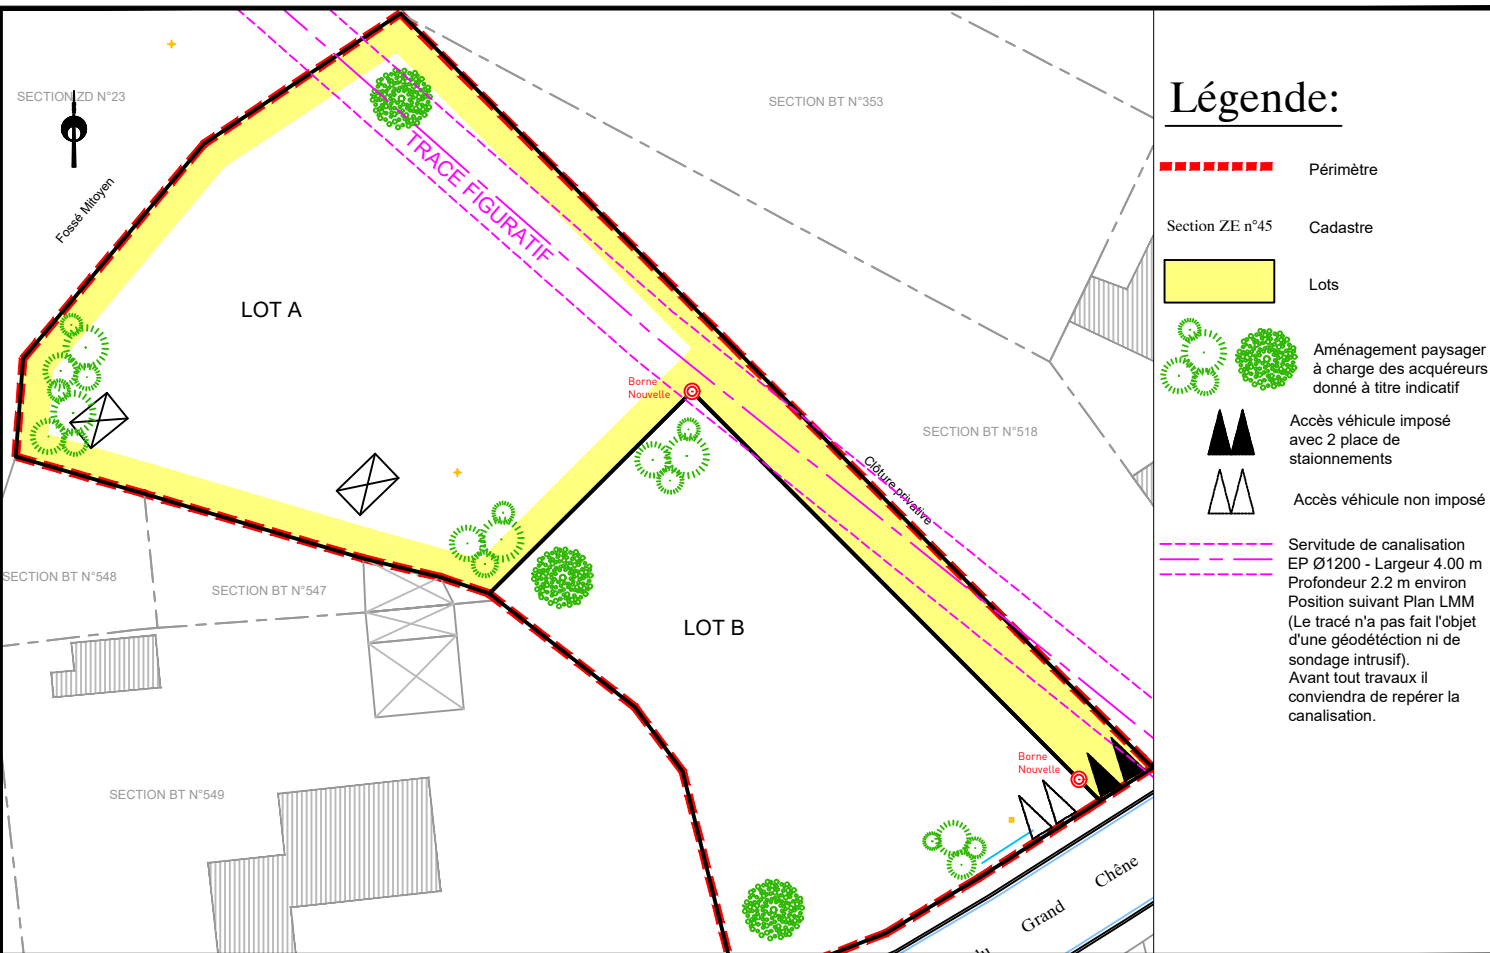 SECTION ZD N°23
Fossé Mitoyen
SECTION BT N°353
TRACE FIGURATIF
LOT A
Borne
Nouvelle
SECTION BT N°518
Clôture privative
SECTION BT N°548
SECTION BT N°547
LOT B
SECTION BT N°549
Borne
Nouvelle
Grand
Chêne
Légende:
Périmètre
Section ZE n°45
Cadastre
Lots
Aménagement paysager
à charge des acquéreurs
donné à titre indicatif
Accès véhicule imposé
avec 2 place de
staionnements
Accès véhicule non imposé
Servitude de canalisation
EP Ø1200 - Largeur 4.00 m
Profondeur 2.2 m environ
Position suivant Plan LMM
(Le tracé n'a pas fait l'objet
d'une géodétéction ni de
sondage intrusif).
Avant tout travaux il
conviendra de repérer la
canalisation.